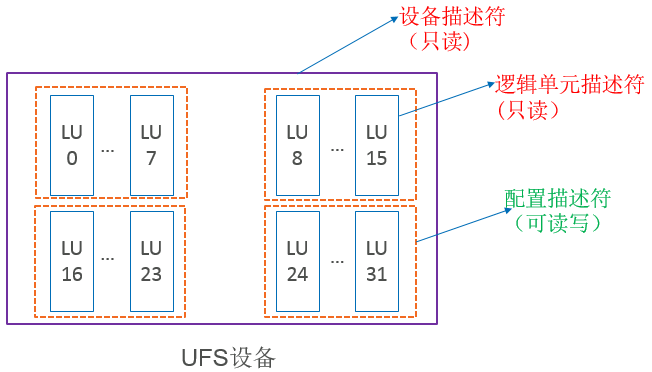 设备描述符
（只读)
逻辑单元描述符
(只读）
配置描述符
（可读写）
LU
0
...
LU
7
LU
8
...
LU
15
LU
16
...
LU
23
LU
24
...
LU
31
UFS设备